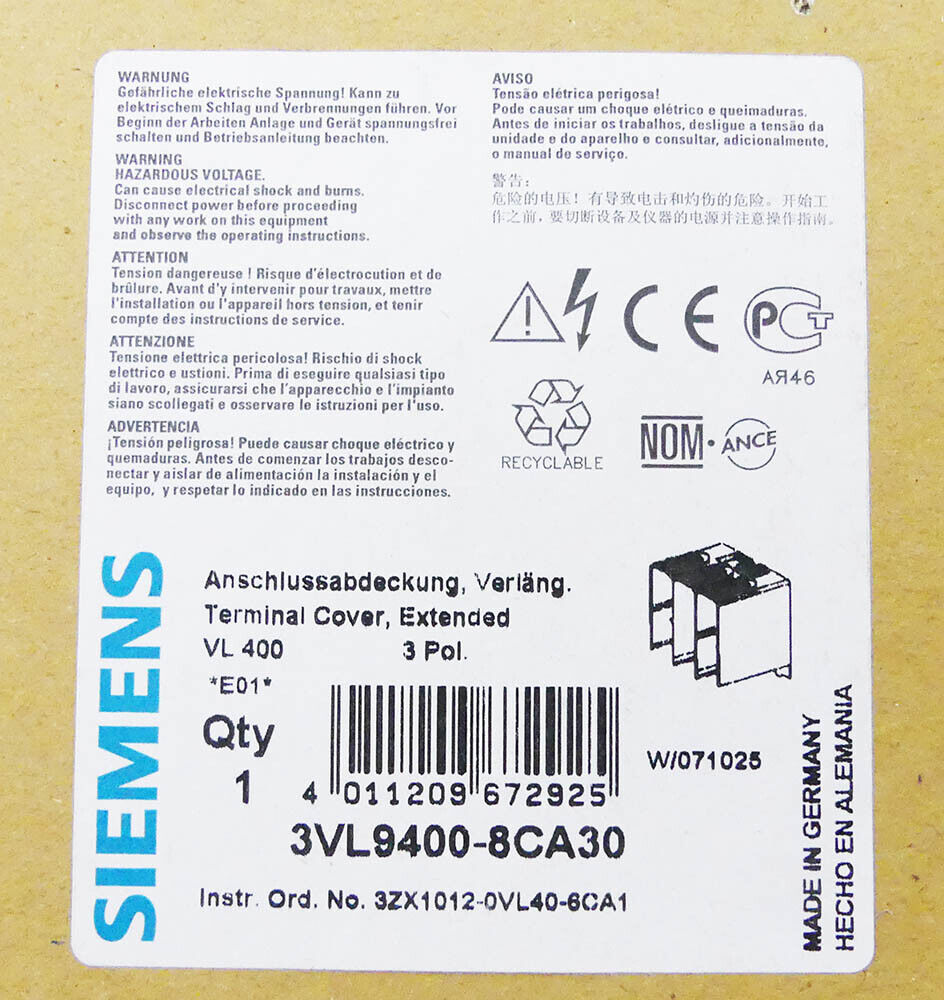 WARNUNG
Gefährliche elektrische Spannung! Kann zu
elektrischem Schlag und Verbrennungen führen. Vor
Beginn der Arbeiten Anlage und Gerät spannungsfrei
schalten und Betriebsanleitung beachten.
WARNING
HAZARDOUS VOLTAGE.
Can cause electrical shock and burns.
Disconnect power before proceeding
with any work on this equipment
and observe the operating instructions.
ATTENTION
Tension dangereuse ! Risque d'électrocution et de
brûlure. Avant d'y intervenir pour travaux, mettre
l'installation ou l'appareil hors tension, et tenir
compte des instructions de service.
ATTENZIONE
Tensione elettrica pericolosa! Rischio di shock
elettrico e ustioni. Prima di eseguire qualsiasi tipo
di lavoro, assicurarsi che l'apparecchio e l'impianto
siano scollegati e osservare le istruzioni per l'uso.
ADVERTENCIA
¡Tensión peligrosa! Puede causar choque eléctrico y
quemaduras. Antes de comenzar los trabajos desco-
nectar y aislar de alimentación la instalación y el
equipo, y respetar lo indicado en las instrucciones.
AVISO
Tensão elétrica perigosa!
Pode causar um choque elétrico e queimaduras.
Antes de iniciar os trabalhos, desligue a tensão da
unidade e do aparelho e consultar, adicionalmente,
o manual de serviço.
警告:
危险的电压! 有导致电击和灼伤的危险。开始工
作之前, 要切断设备及仪器的电源并注意操作指南。
CE
PCT
АЯ46
RECYCLABLE
NOM·ANCE
SIEMENS
Anschlussabdeckung, Verläng.
Terminal Cover, Extended
VL 400 3 Pol.
*E01*
Qty
1
4 011209 672925
W/071025
3VL9400-8CA30
Instr. Ord. No. 3ZX1012-0VL40-6CA1
MADE IN GERMANY
HECHO EN ALEMANIA